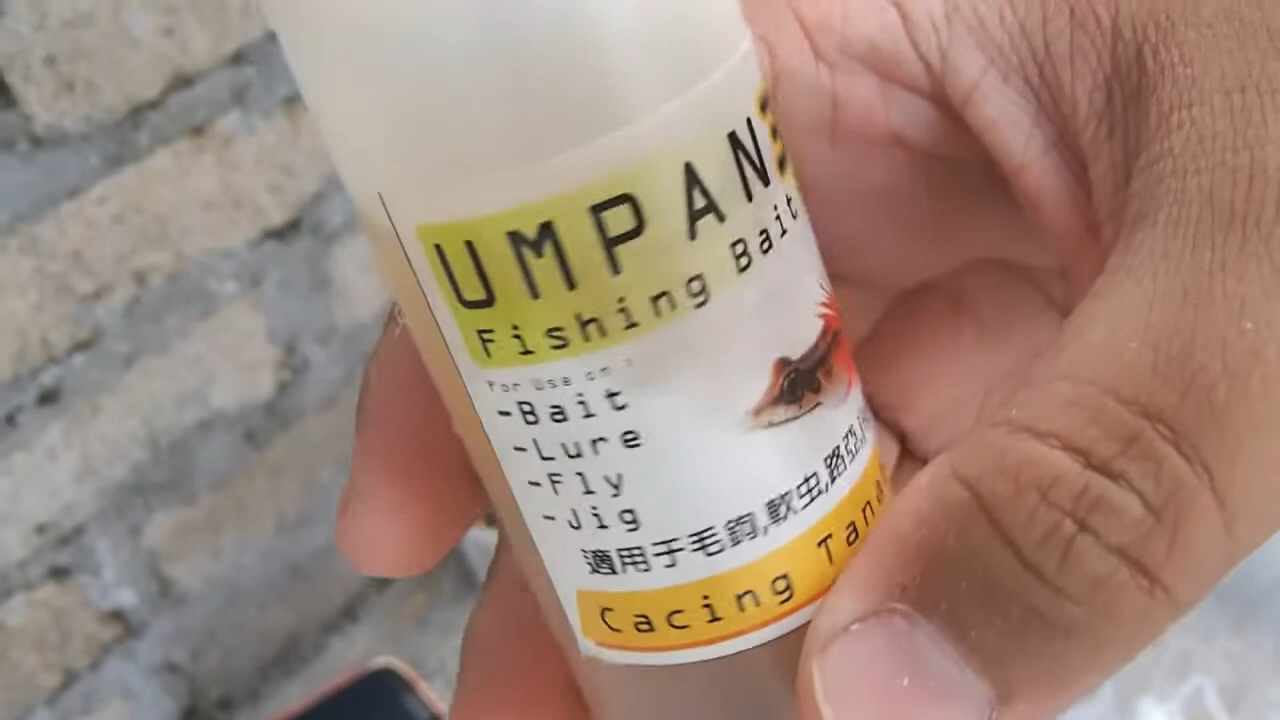 UMPAN
Fishing Bait
For Use on :
-Bait
-Lure
-Fly
-Jig
適用于毛鉤,軟虫,路亞,
Cacing Tana